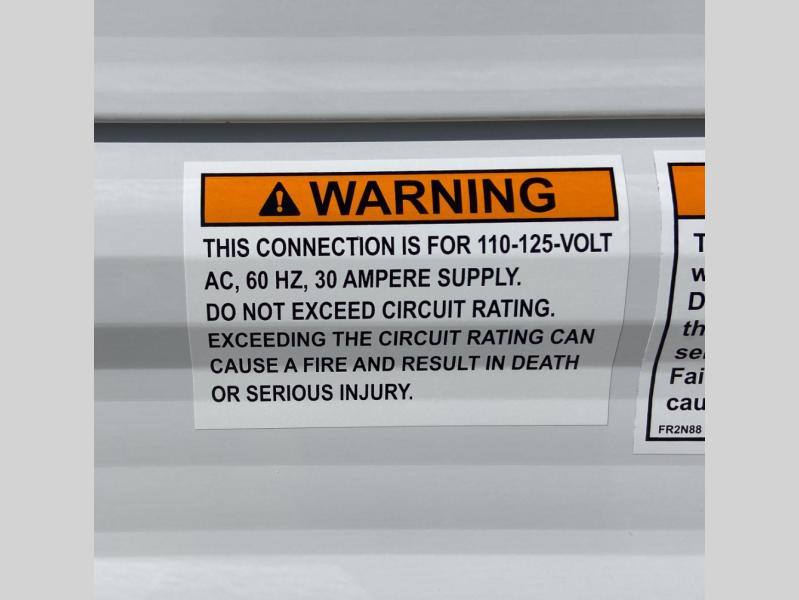 WARNING
THIS CONNECTION IS FOR 110-125-VOLT
AC, 60 HZ, 30 AMPERE SUPPLY.
DO NOT EXCEED CIRCUIT RATING.
EXCEEDING THE CIRCUIT RATING CAN
CAUSE A FIRE AND RESULT IN DEATH
OR SERIOUS INJURY.
FR2N88